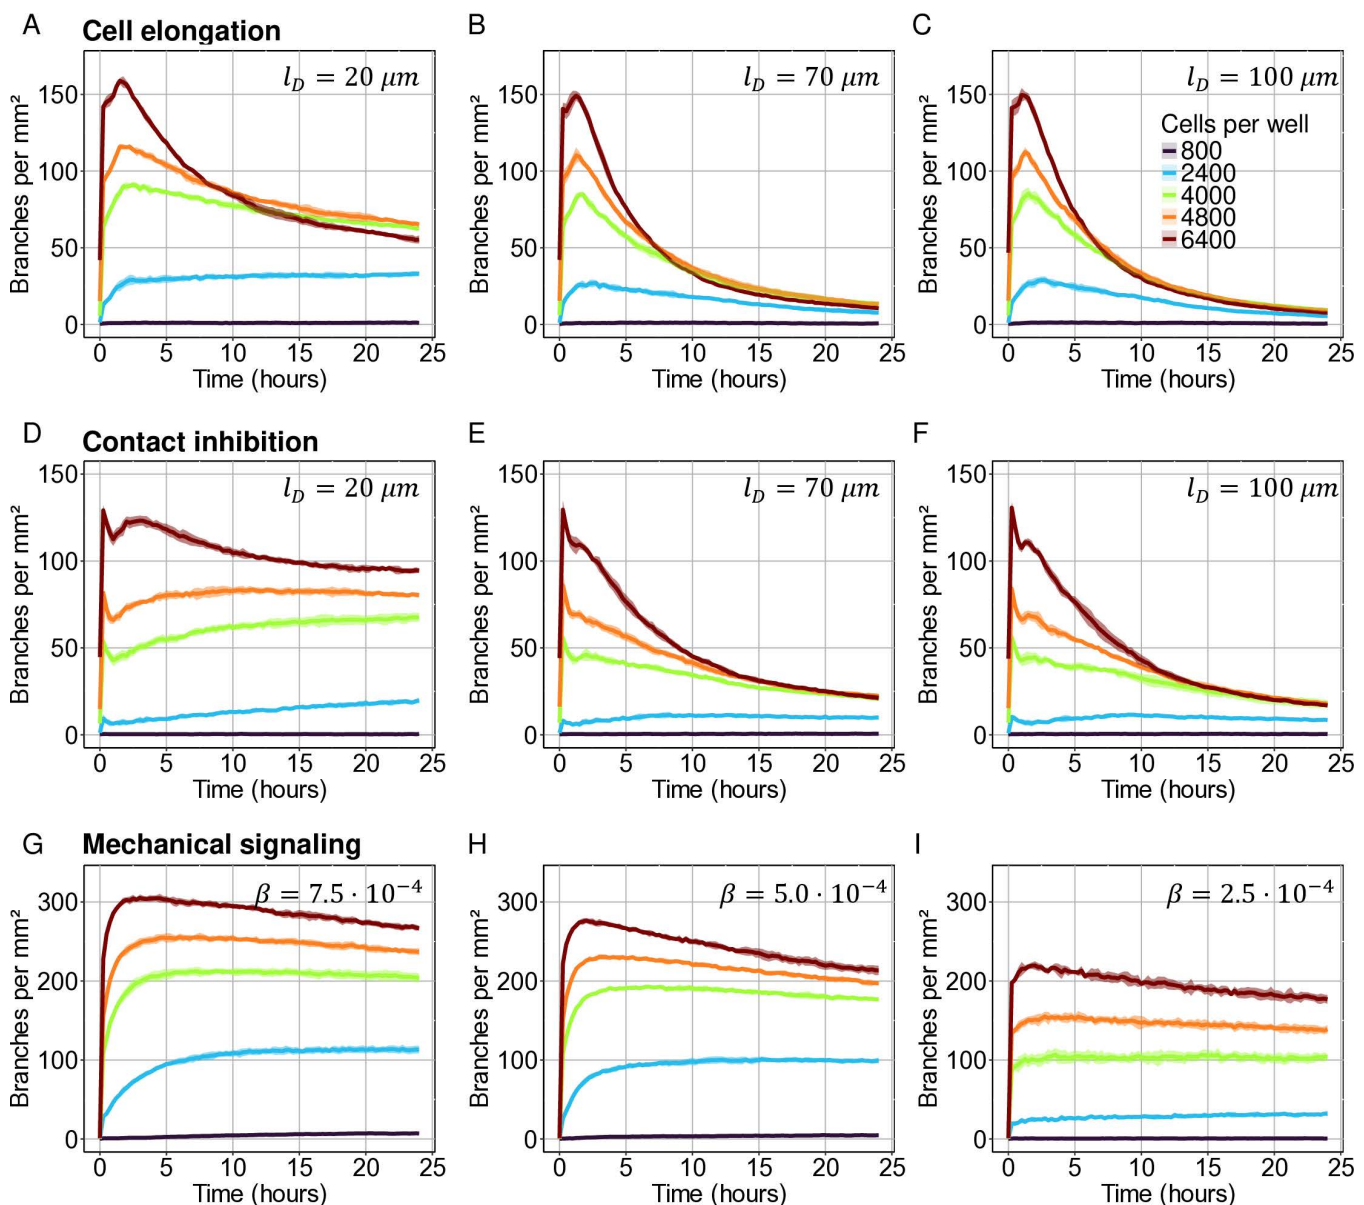 A
Cell elongation
B
C
l_D = 20 μm
l_D = 70 μm
l_D = 100 μm
Cells per well
800
2400
4000
4800
6400
Branches per mm²
150
100
50
0
0 5 10 15 20 25
Time (hours)
Branches per mm²
150
100
50
0
0 5 10 15 20 25
Time (hours)
Branches per mm²
150
100
50
0
0 5 10 15 20 25
Time (hours)
D
Contact inhibition
E
F
l_D = 20 μm
l_D = 70 μm
l_D = 100 μm
Branches per mm²
150
100
50
0
0 5 10 15 20 25
Time (hours)
Branches per mm²
150
100
50
0
0 5 10 15 20 25
Time (hours)
Branches per mm²
150
100
50
0
0 5 10 15 20 25
Time (hours)
G
Mechanical signaling
H
I
β = 7.5 · 10⁻⁴
β = 5.0 · 10⁻⁴
β = 2.5 · 10⁻⁴
Branches per mm²
300
200
100
0
0 5 10 15 20 25
Time (hours)
Branches per mm²
300
200
100
0
0 5 10 15 20 25
Time (hours)
Branches per mm²
300
200
100
0
0 5 10 15 20 25
Time (hours)